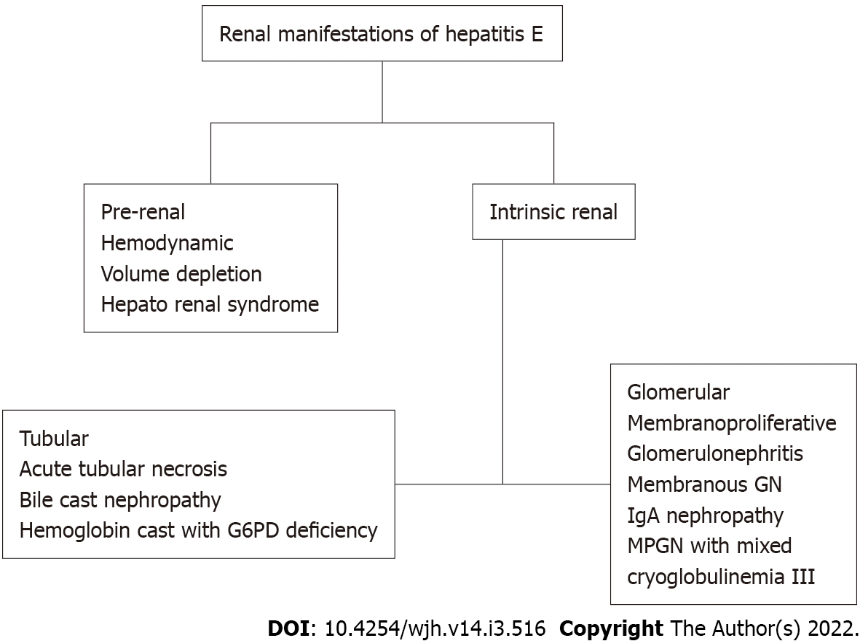 Renal manifestations of hepatitis E
Pre-renal
Hemodynamic
Volume depletion
Hepato renal syndrome
Intrinsic renal
Tubular
Acute tubular necrosis
Bile cast nephropathy
Hemoglobin cast with G6PD deficiency
Glomerular
Membranoproliferative
Glomerulonephritis
Membranous GN
IgA nephropathy
MPGN with mixed
cryoglobulinemia III
DOI: 10.4254/wjh.v14.i3.516 Copyright The Author(s) 2022.